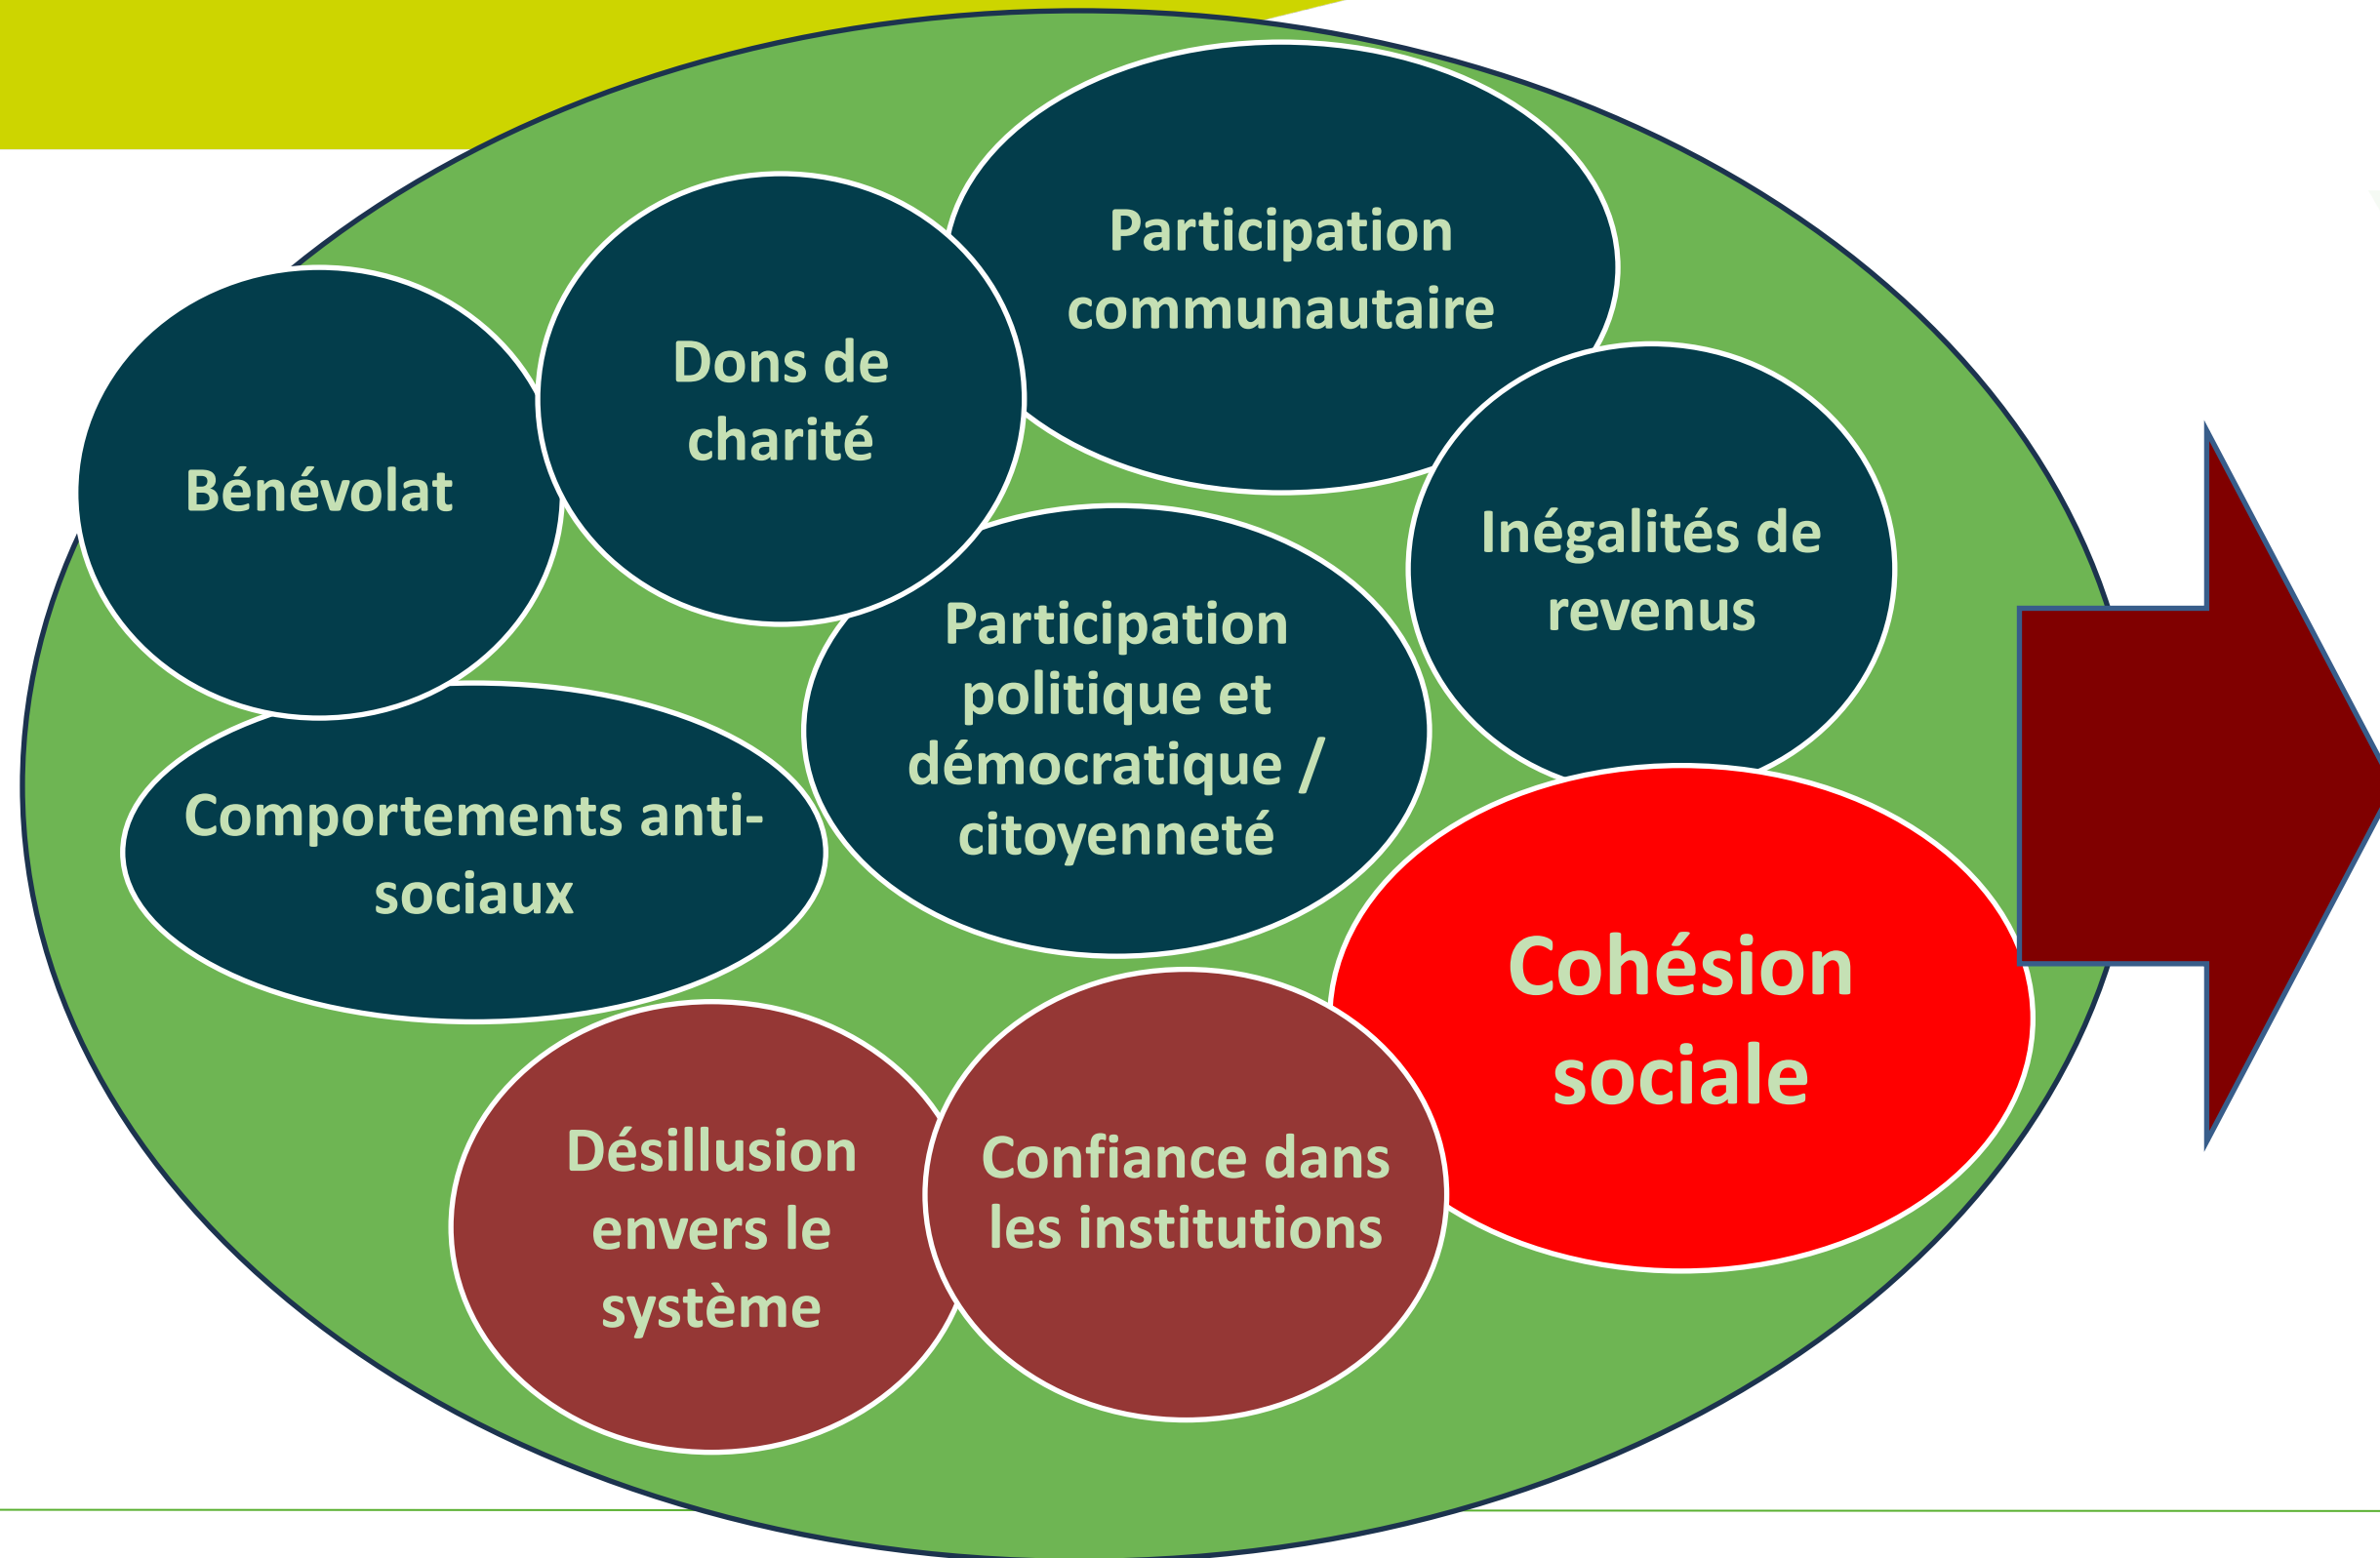 Participation
communautaire
Dons de
charité
Bénévolat
Inégalités de
revenus
Participation
politique et
démocratique /
citoyenneté
Comportements anti-
sociaux
Cohésion
sociale
Désillusion
envers le
système
Confiance dans
les institutions